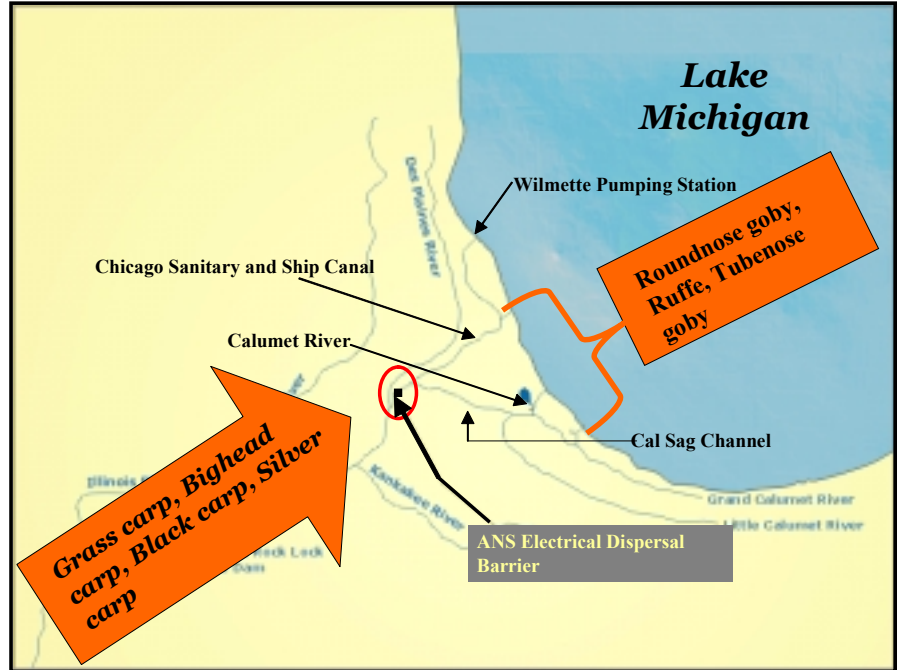 Lake
Michigan
Des Plaines River
Wilmette Pumping Station
Roundnose goby,
Ruffe, Tubenose
goby
Chicago Sanitary and Ship Canal
Calumet River
Cal Sag Channel
Grass carp, Bighead
carp, Black carp, Silver
carp
Illinois
Kankakee River
Grand Calumet River
Little Calumet River
Rock Lock
Dam
ANS Electrical Dispersal
Barrier